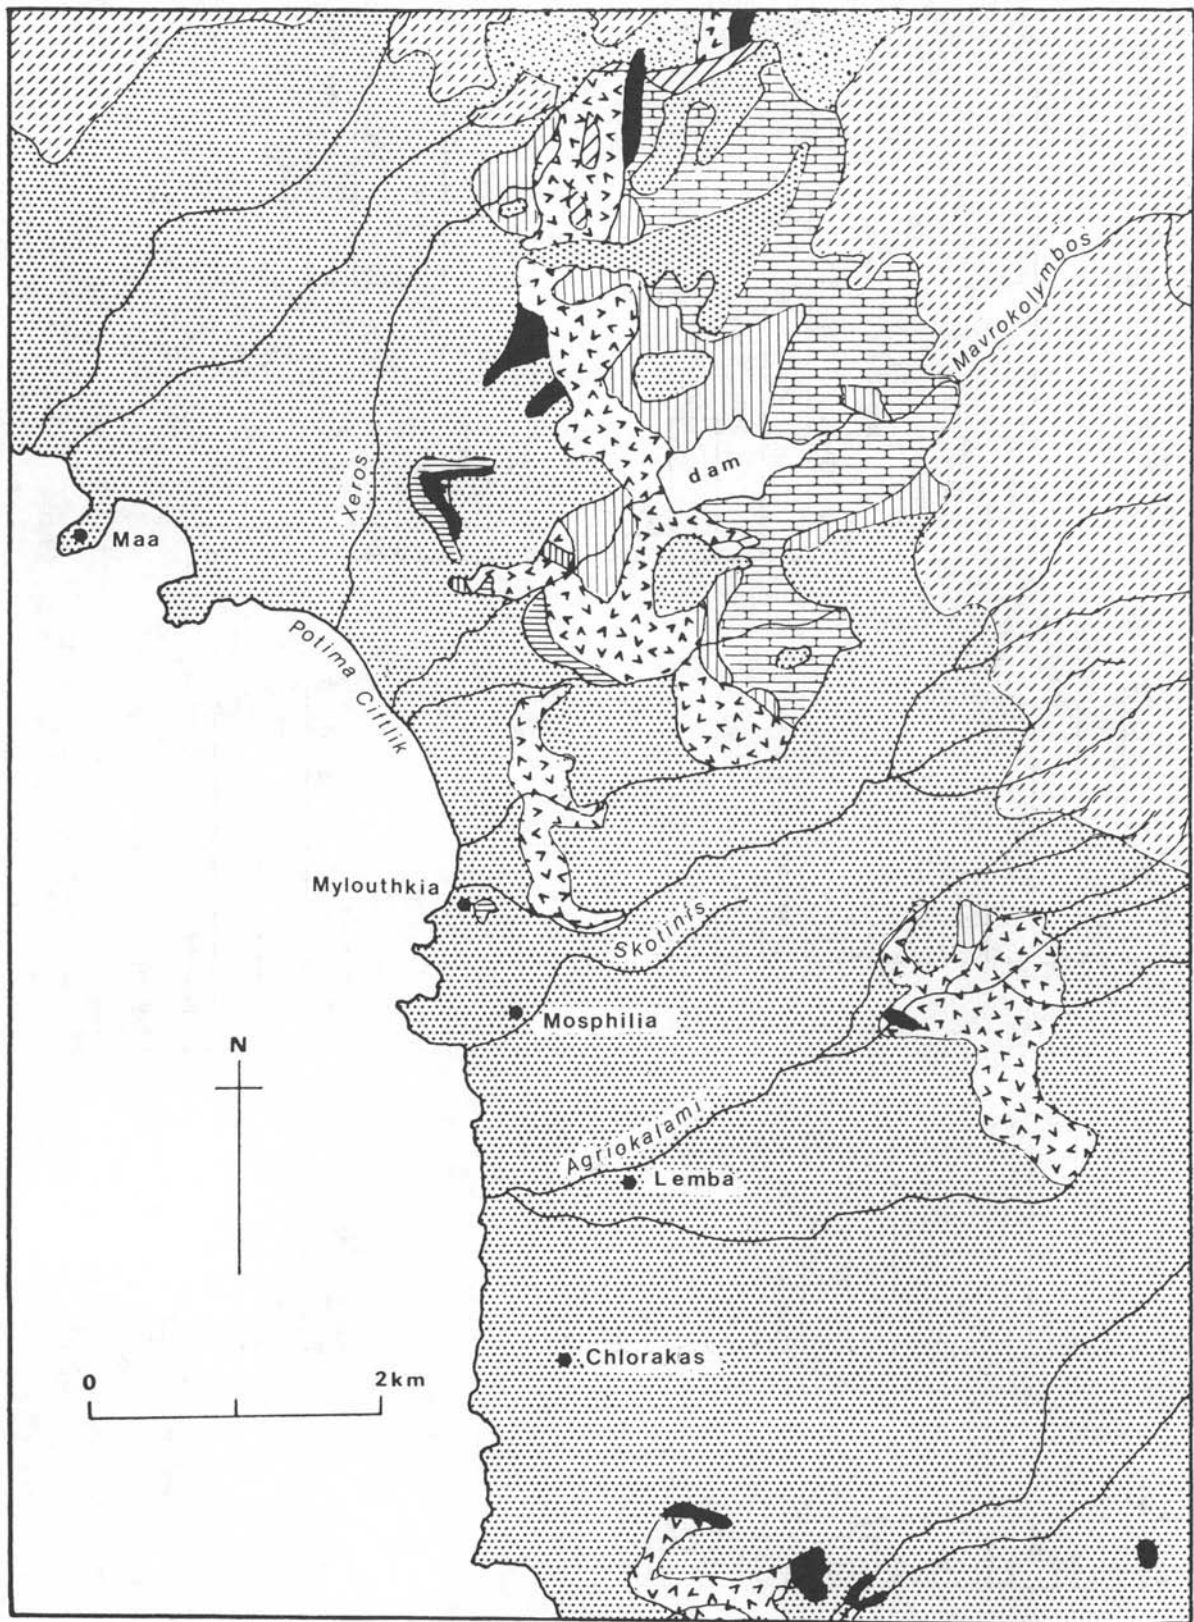 Mavrokolymbos
dam
Xeros
Maa
Potima Ciftlik
Mylouthkia
Skotinis
Mosphilia
N
Agriokalami
Lemba
Chlorakas
0 2km